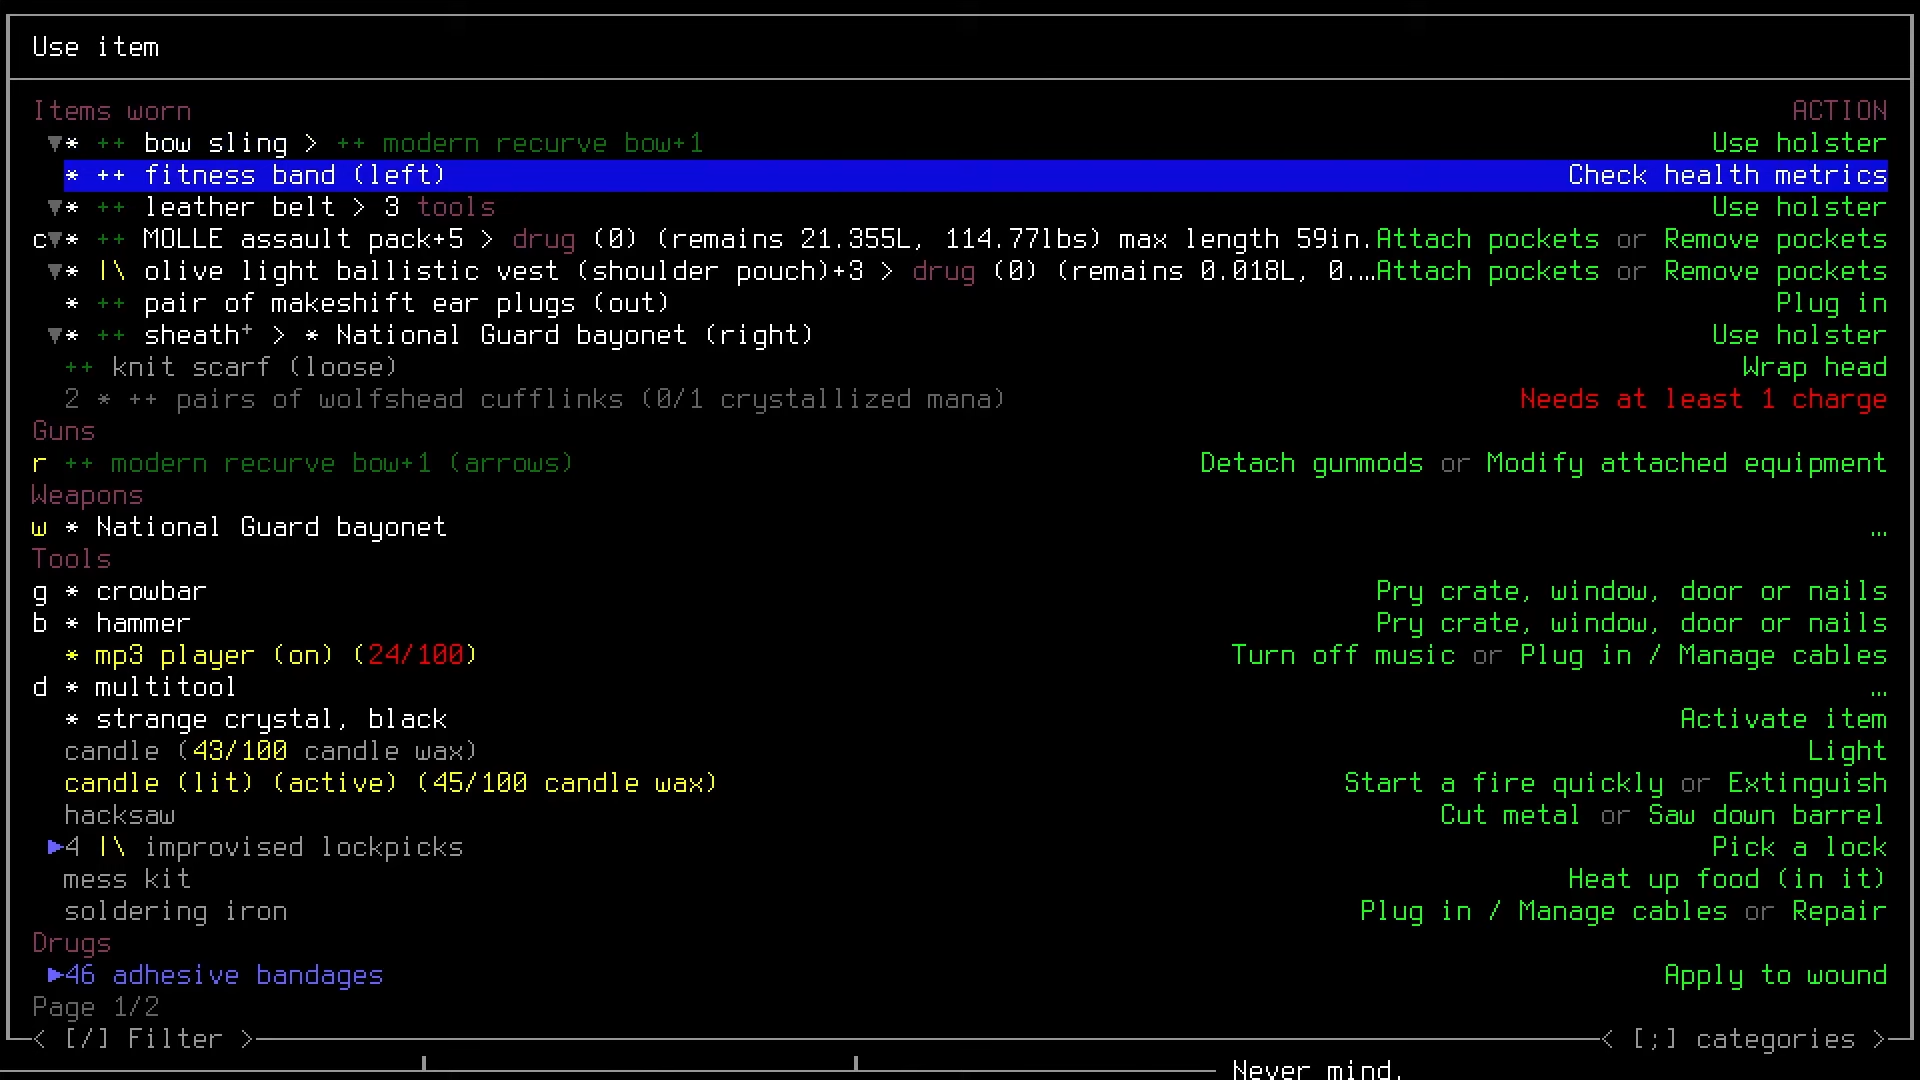 Use item
Items worn ACTION
▼* ++ bow sling > ++ modern recurve bow+1 Use holster
* ++ fitness band (left) Check health metrics
▼* ++ leather belt > 3 tools Use holster
c▼* ++ MOLLE assault pack+5 > drug (0) (remains 21.355L, 114.77lbs) max length 59in.Attach pockets or Remove pockets
▼* |\ olive light ballistic vest (shoulder pouch)+3 > drug (0) (remains 0.018L, 0.…Attach pockets or Remove pockets
* ++ pair of makeshift ear plugs (out) Plug in
▼* ++ sheath⁺ > * National Guard bayonet (right) Use holster
++ knit scarf (loose) Wrap head
2 * ++ pairs of wolfshead cufflinks (0/1 crystallized mana) Needs at least 1 charge
Guns
r ++ modern recurve bow+1 (arrows) Detach gunmods or Modify attached equipment
Weapons
w * National Guard bayonet …
Tools
g * crowbar Pry crate, window, door or nails
b * hammer Pry crate, window, door or nails
* mp3 player (on) (24/100) Turn off music or Plug in / Manage cables
d * multitool …
* strange crystal, black Activate item
candle (43/100 candle wax) Light
candle (lit) (active) (45/100 candle wax) Start a fire quickly or Extinguish
hacksaw Cut metal or Saw down barrel
►4 |\ improvised lockpicks Pick a lock
mess kit Heat up food (in it)
soldering iron Plug in / Manage cables or Repair
Drugs
►46 adhesive bandages Apply to wound
Page 1/2
< [/] Filter > < [;] categories >
Never mind.